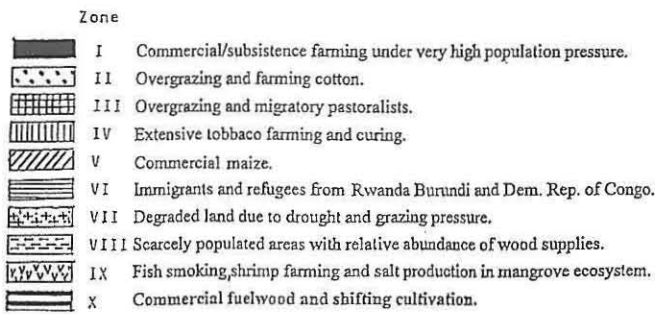 Zone
I Commercial/subsistence farming under very high population pressure.
II Overgrazing and farming cotton.
III Overgrazing and migratory pastoralists.
IV Extensive tobbaco farming and curing.
V Commercial maize.
VI Immigrants and refugees from Rwanda Burundi and Dem. Rep. of Congo.
VII Degraded land due to drought and grazing pressure.
VIII Scarcely populated areas with relative abundance of wood supplies.
IX Fish smoking,shrimp farming and salt production in mangrove ecosystem.
X Commercial fuelwood and shifting cultivation.